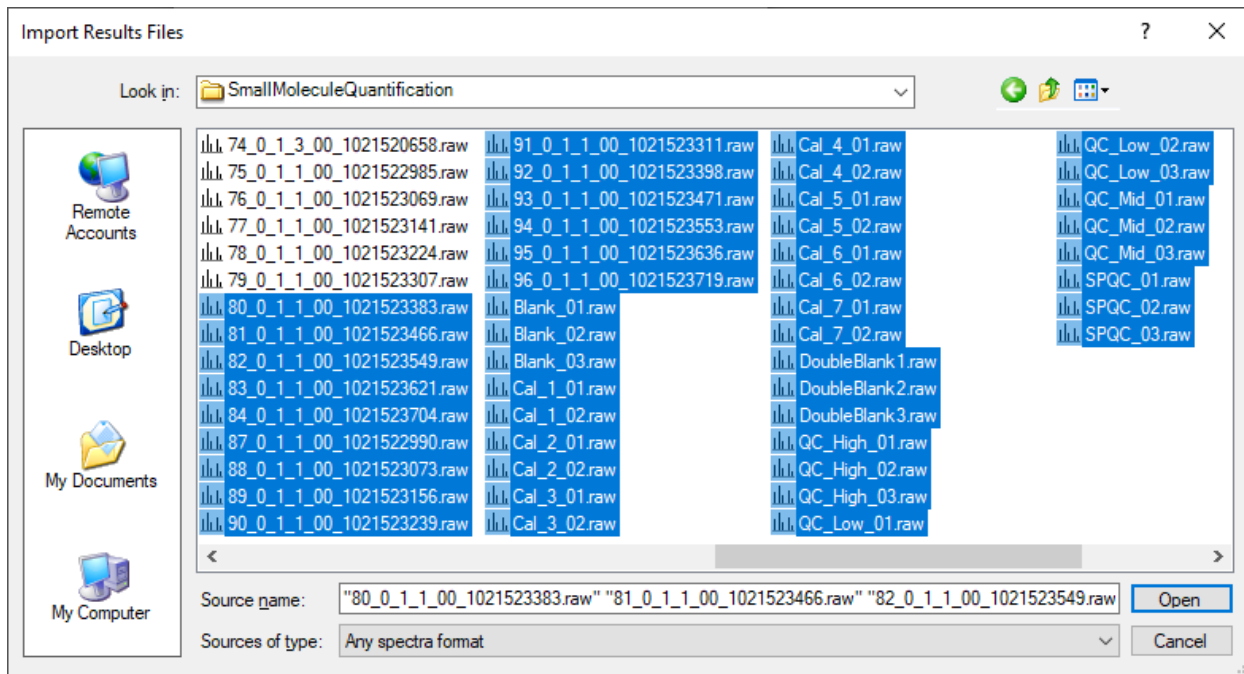 Import Results Files
?
Look in:
SmallMoleculeQuantification
Remote
Accounts
Desktop
My Documents
My Computer
74_0_1_3_00_1021520658.raw
75_0_1_1_00_1021522985.raw
76_0_1_1_00_1021523069.raw
77_0_1_1_00_1021523141.raw
78_0_1_1_00_1021523224.raw
79_0_1_1_00_1021523307.raw
80_0_1_1_00_1021523383.raw
81_0_1_1_00_1021523466.raw
82_0_1_1_00_1021523549.raw
83_0_1_1_00_1021523621.raw
84_0_1_1_00_1021523704.raw
87_0_1_1_00_1021522990.raw
88_0_1_1_00_1021523073.raw
89_0_1_1_00_1021523156.raw
90_0_1_1_00_1021523239.raw
91_0_1_1_00_1021523311.raw
92_0_1_1_00_1021523398.raw
93_0_1_1_00_1021523471.raw
94_0_1_1_00_1021523553.raw
95_0_1_1_00_1021523636.raw
96_0_1_1_00_1021523719.raw
Blank_01.raw
Blank_02.raw
Blank_03.raw
Cal_1_01.raw
Cal_1_02.raw
Cal_2_01.raw
Cal_2_02.raw
Cal_3_01.raw
Cal_3_02.raw
Cal_4_01.raw
Cal_4_02.raw
Cal_5_01.raw
Cal_5_02.raw
Cal_6_01.raw
Cal_6_02.raw
Cal_7_01.raw
Cal_7_02.raw
DoubleBlank1.raw
DoubleBlank2.raw
DoubleBlank3.raw
QC_High_01.raw
QC_High_02.raw
QC_High_03.raw
QC_Low_01.raw
QC_Low_02.raw
QC_Low_03.raw
QC_Mid_01.raw
QC_Mid_02.raw
QC_Mid_03.raw
SPQC_01.raw
SPQC_02.raw
SPQC_03.raw
Source name:
"80_0_1_1_00_1021523383.raw" "81_0_1_1_00_1021523466.raw" "82_0_1_1_00_1021523549.raw
Open
Sources of type:
Any spectra format
Cancel